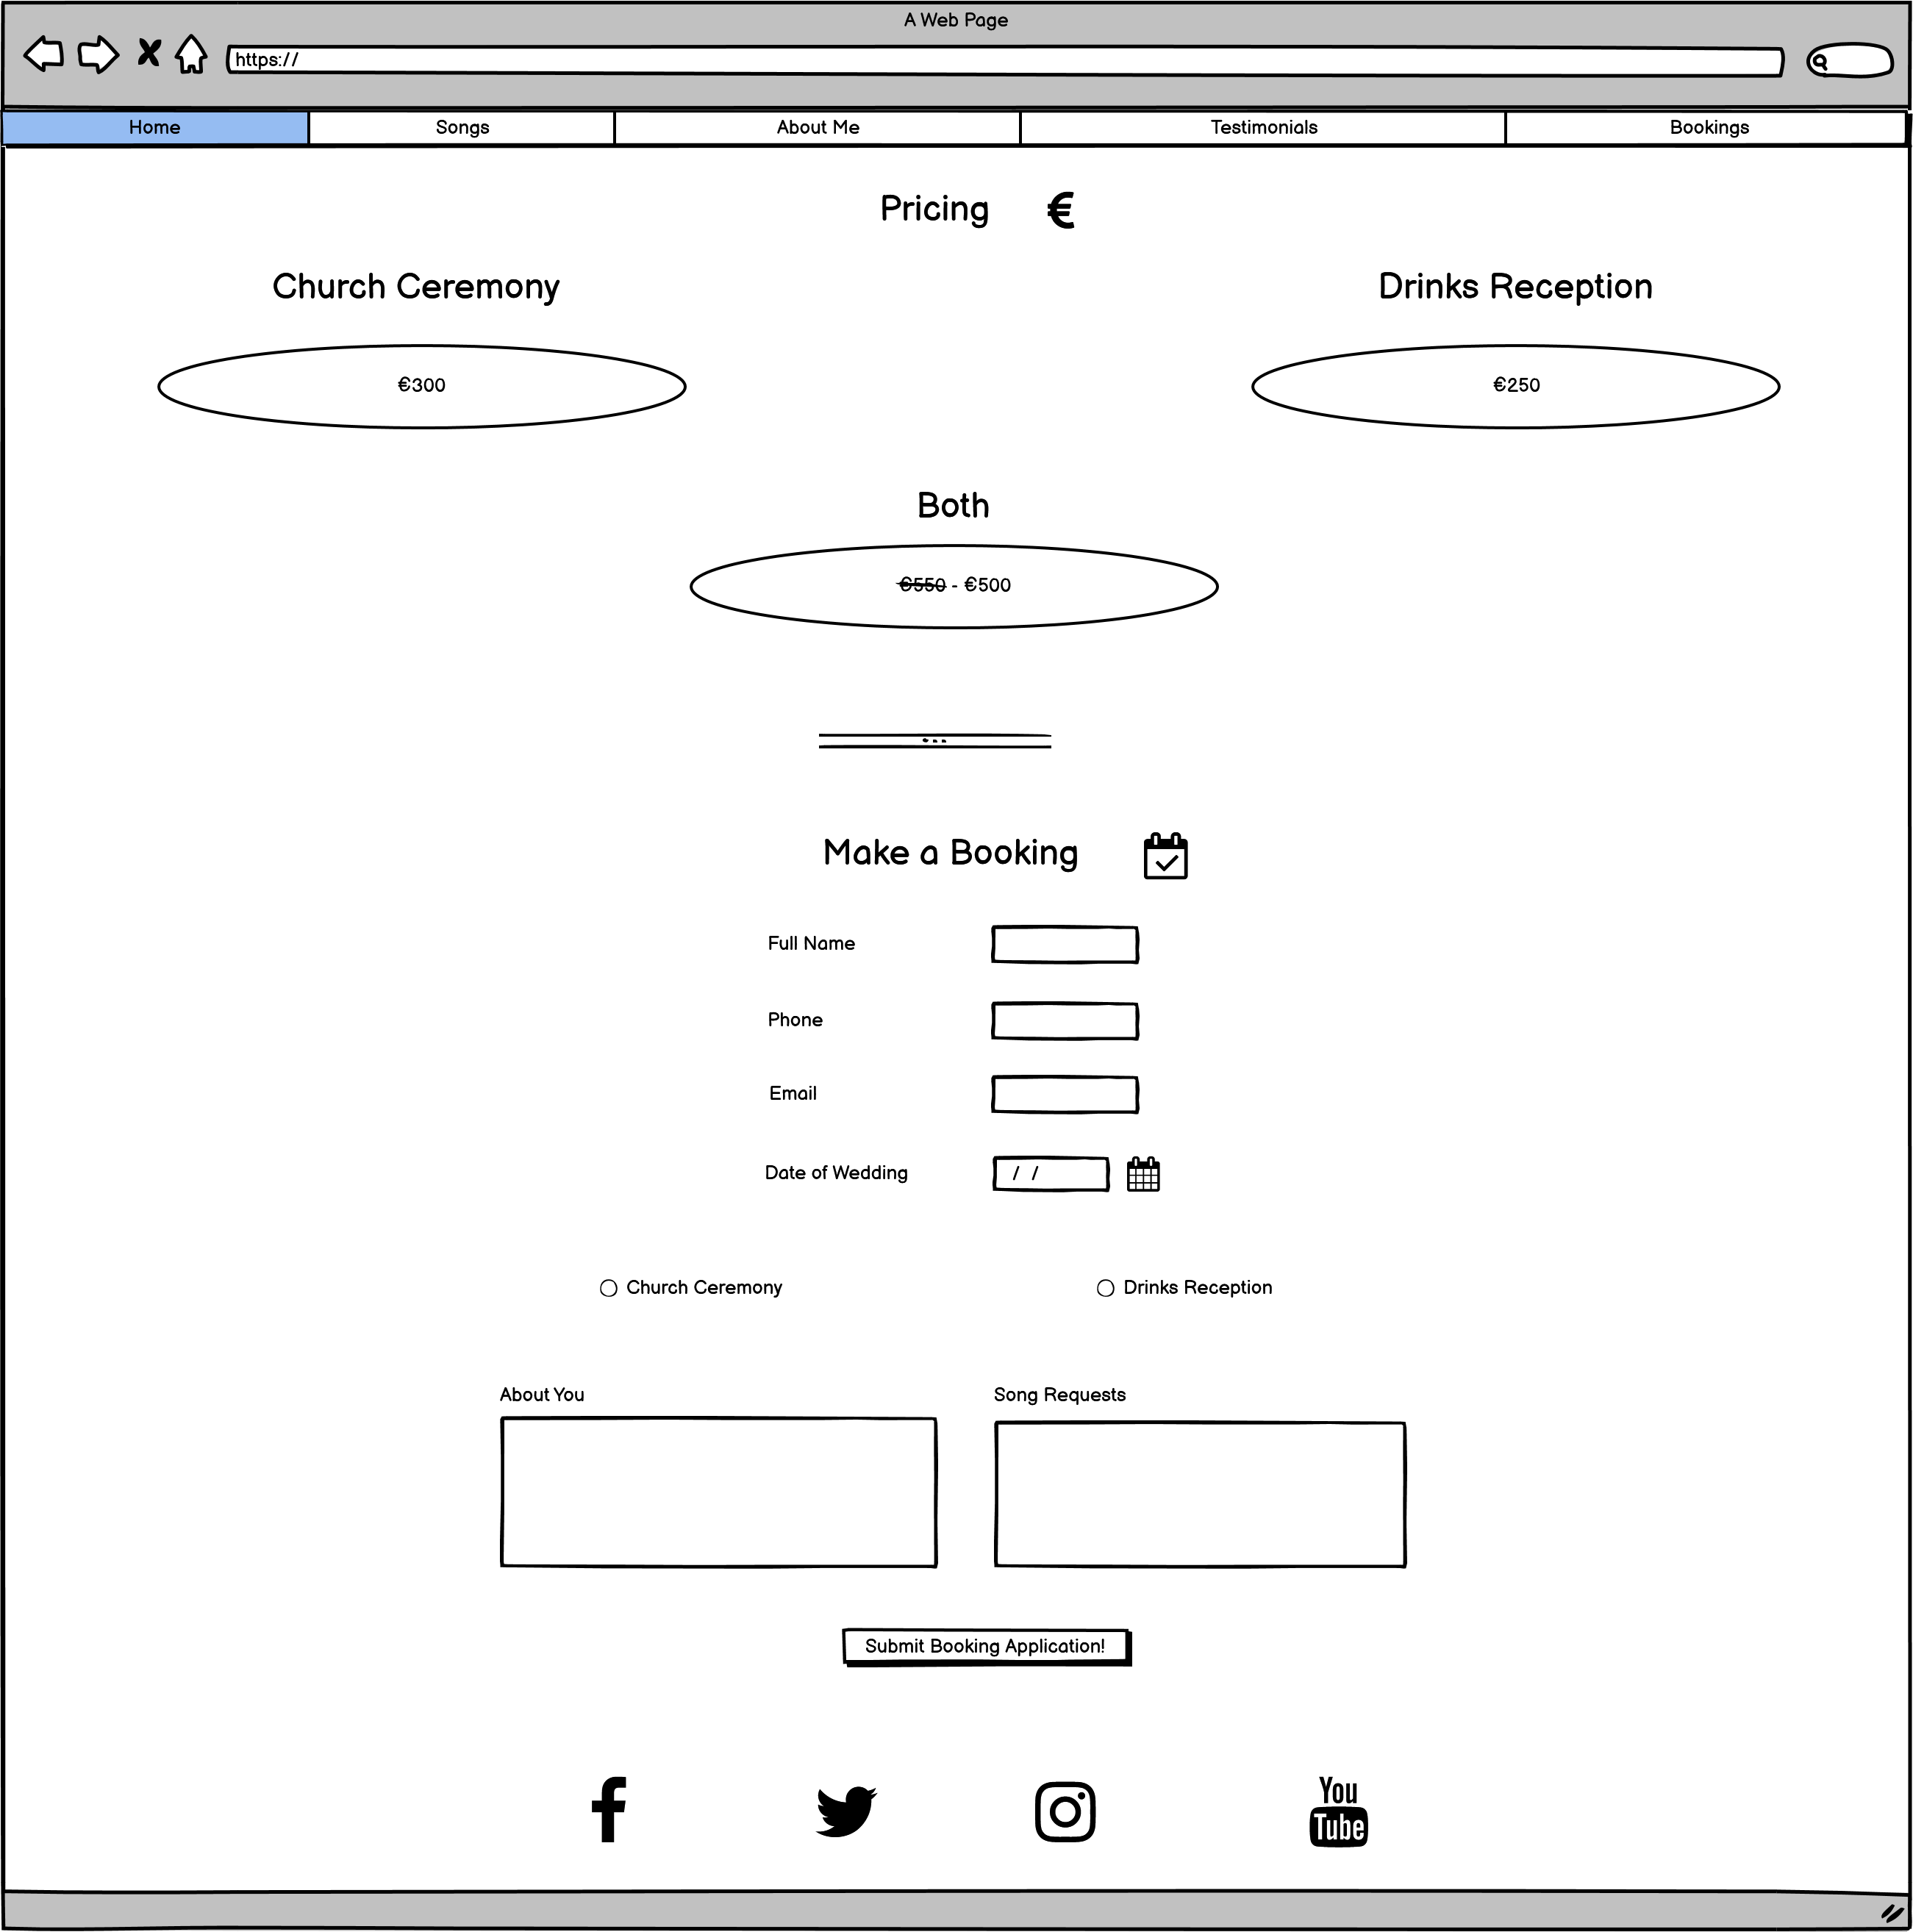 A Web Page
https://
Home Songs About Me Testimonials Bookings
Pricing €
Church Ceremony Drinks Reception
€300 €250
Both
€550 - €500
Make a Booking
Full Name
Phone
Email
Date of Wedding / /
Church Ceremony Drinks Reception
About You Song Requests
Submit Booking Application!
You
Tube